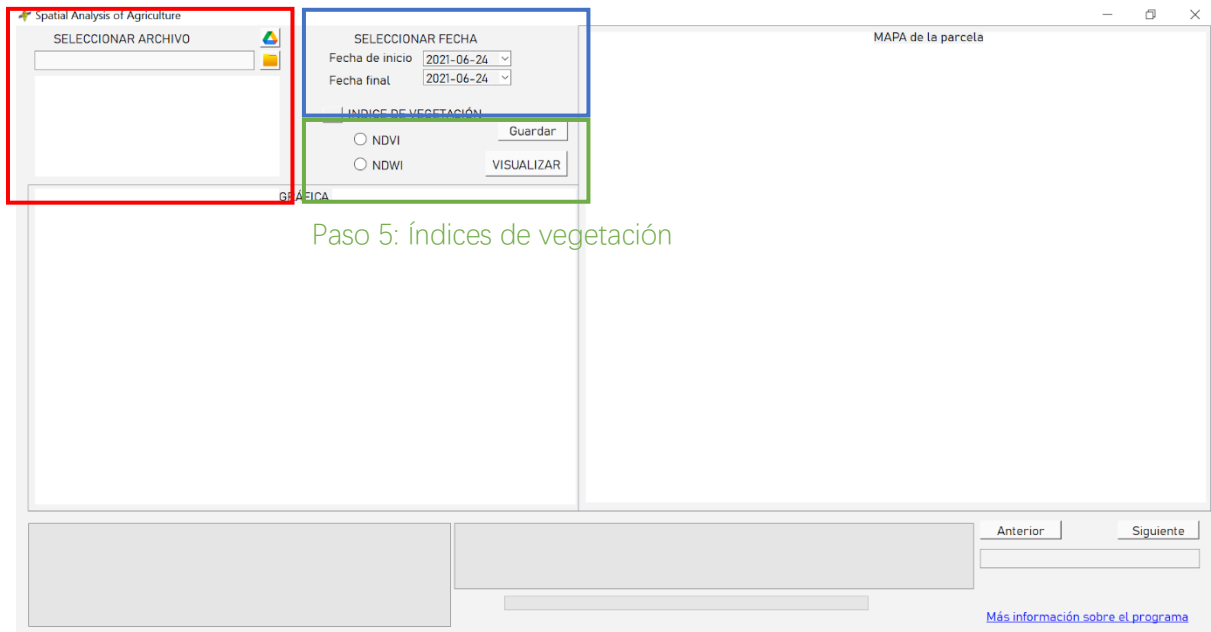 Spatial Analysis of Agriculture
SELECCIONAR ARCHIVO
SELECCIONAR FECHA
Fecha de inicio 2021-06-24
Fecha final 2021-06-24
INDICE DE VEGETACIÓN
NDVI
Guardar
NDWI
VISUALIZAR
MAPA de la parcela
GRÁFICA
Paso 5: Índices de vegetación
Anterior
Siguiente
Más información sobre el programa